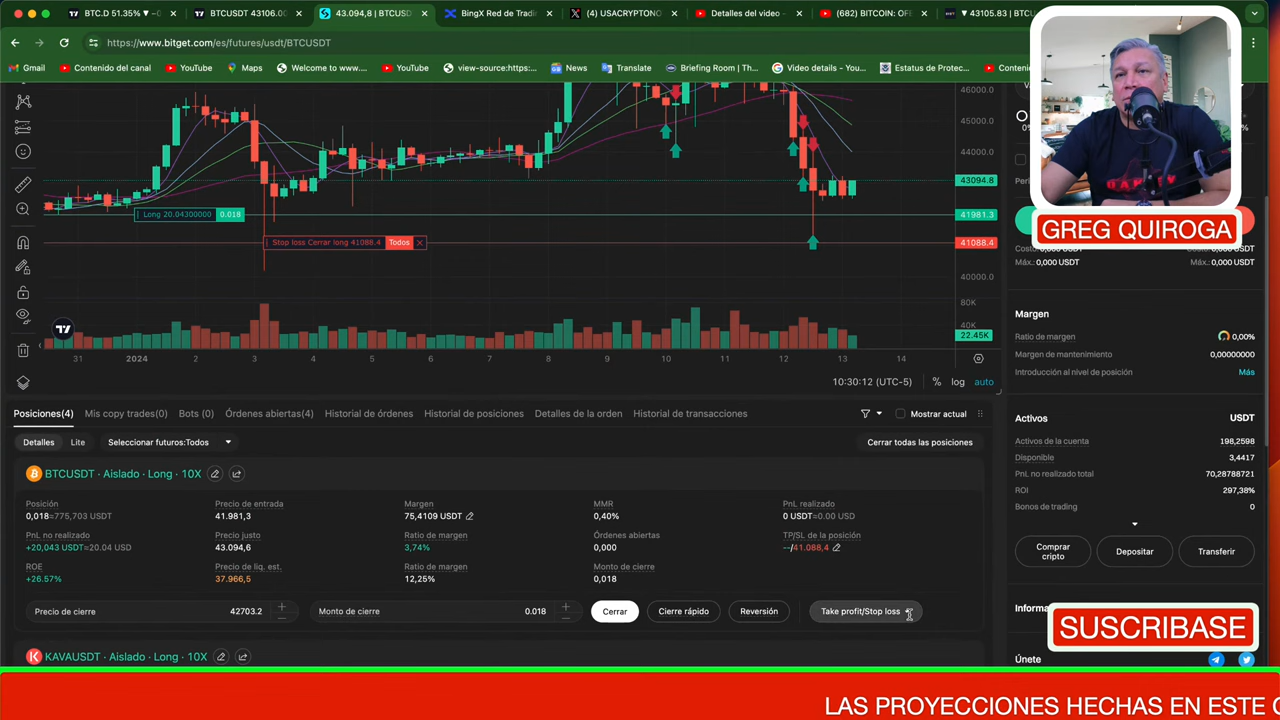 BTC.D 51.35%
BTCUSDT 43106.00
43.094,8 | BTCUSD
BingX Red de Tradin
(4) USACRYPTONO
Detalles del video -
(682) BITCOIN: OF
▼ 43105.83 | BTCUSD
https://www.bitget.com/es/futures/usdt/BTCUSDT
Gmail
Contenido del canal
YouTube
Maps
Welcome to www....
YouTube
view-source:https:...
News
Translate
Briefing Room | Th...
Video details – You...
Estatus de Protec...
46000.0
45000.0
44000.0
43094.8
Long 20.04300000
0.018
41981.3
Stop loss Cerrar long 41088.4
Todos
41088.4
40000.0
80K
40K
22.45K
31
2024
2
3
4
5
6
7
8
9
10
11
12
13
14
10:30:12 (UTC-5)
%
log
auto
GREG QUIROGA
0,000 USDT
0,000 USDT
Máx.: 0,000 USDT
Máx.: 0,000 USDT
Margen
Ratio de margen
0,00%
Margen de mantenimiento
0,00000000
Introducción al nivel de posición
Más
Activos
USDT
Activos de la cuenta
198,2598
Disponible
3,4417
PnL no realizado total
70,28788721
ROI
297,38%
Bonos de trading
0
Comprar cripto
Depositar
Transferir
SUSCRIBASE
Únete
Posiciones(4)
Mis copy trades(0)
Bots (0)
Órdenes abiertas(4)
Historial de órdenes
Historial de posiciones
Detalles de la orden
Historial de transacciones
Mostrar actual
Detalles
Lite
Seleccionar futuros:Todos
Cerrar todas las posiciones
BTCUSDT · Aislado · Long · 10X
Posición
0,018≈775,703 USDT
Precio de entrada
41.981,3
Margen
75,4109 USDT
MMR
0,40%
PnL realizado
0 USDT≈0.00 USD
PnL no realizado
+20,043 USDT≈20.04 USD
Precio justo
43.094,6
Ratio de margen
3,74%
Órdenes abiertas
0,000
TP/SL de la posición
--/41.088,4
ROE
+26.57%
Precio de liq. est.
37.966,5
Ratio de margen
12,25%
Monto de cierre
0,018
Precio de cierre
42703.2
Monto de cierre
0.018
Cerrar
Cierre rápido
Reversión
Take profit/Stop loss
KAVAUSDT · Aislado · Long · 10X
LAS PROYECCIONES HECHAS EN ESTE